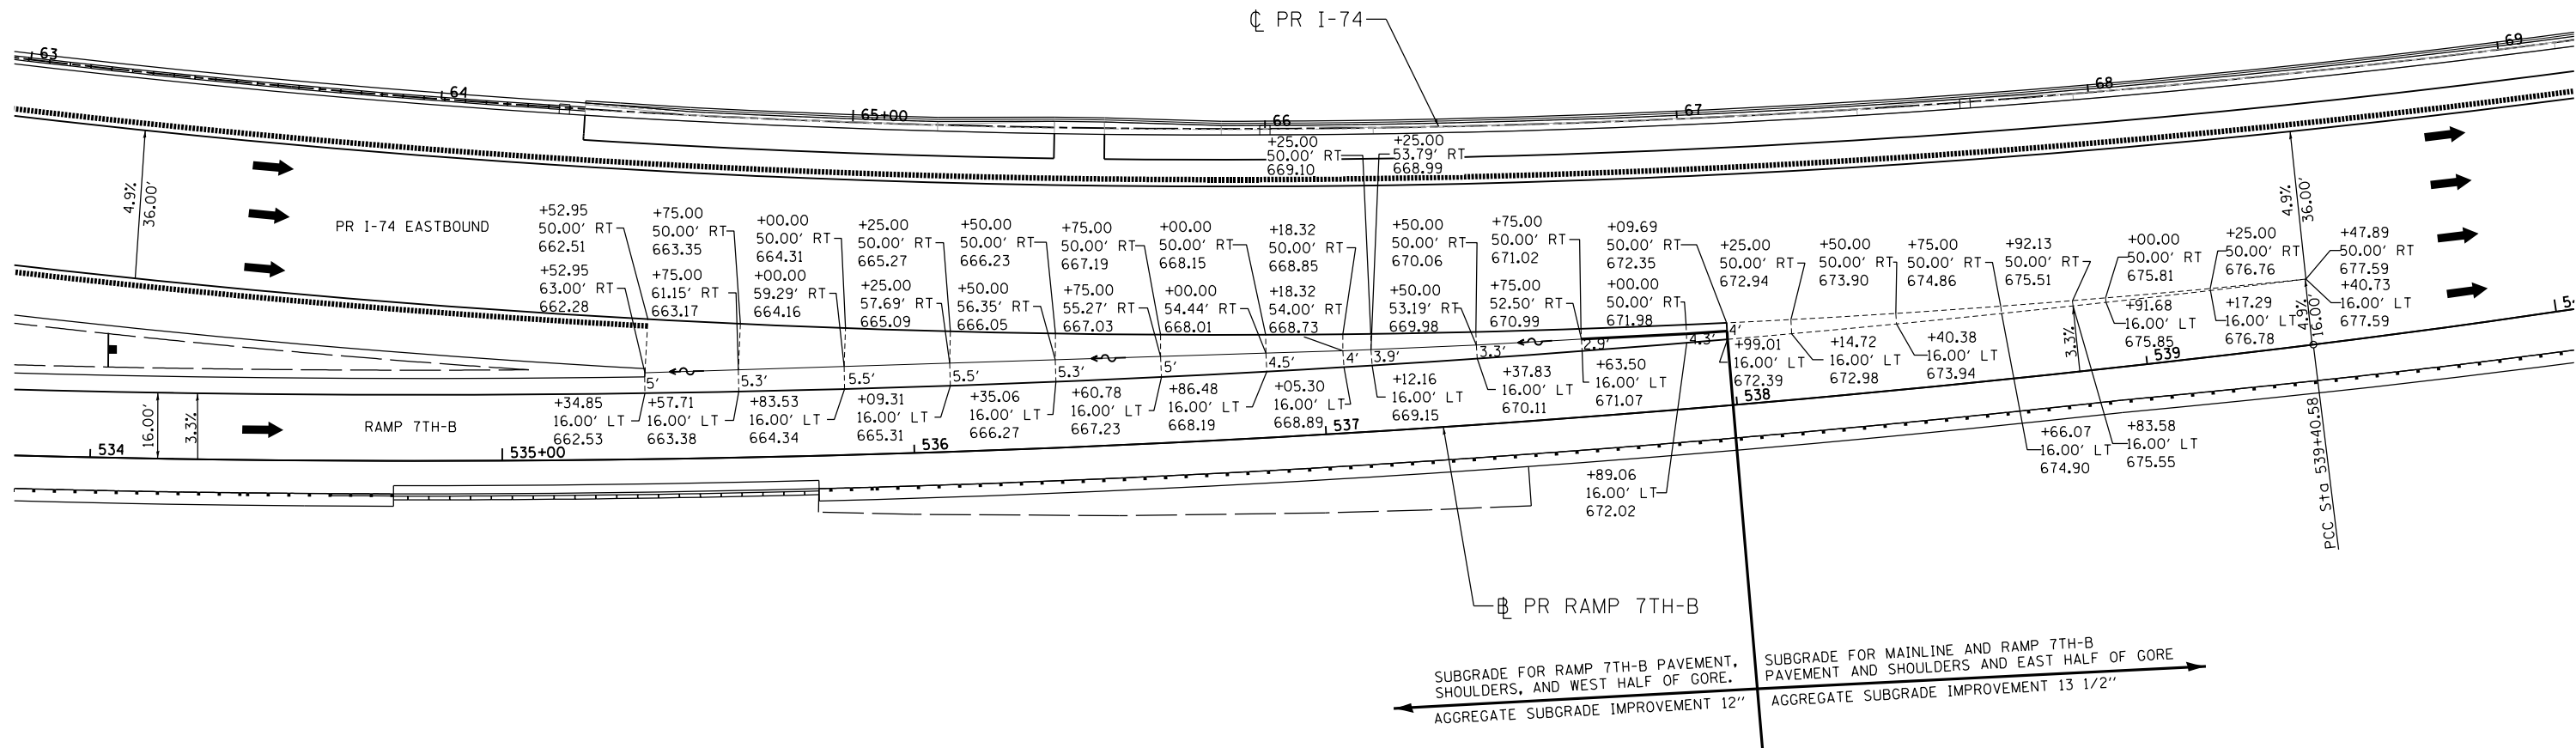 ℄ PR I-74
63
64
65+00
66
67
68
69
4.9%
36.00'
PR I-74 EASTBOUND
+25.00
50.00' RT
669.10
+25.00
53.79' RT
668.99
+52.95
50.00' RT
662.51
+75.00
50.00' RT
663.35
+00.00
50.00' RT
664.31
+25.00
50.00' RT
665.27
+50.00
50.00' RT
666.23
+75.00
50.00' RT
667.19
+00.00
50.00' RT
668.15
+18.32
50.00' RT
668.85
+50.00
50.00' RT
670.06
+75.00
50.00' RT
671.02
+09.69
50.00' RT
672.35
+25.00
50.00' RT
672.94
+50.00
50.00' RT
673.90
+75.00
50.00' RT
674.86
+92.13
50.00' RT
675.51
+00.00
50.00' RT
675.81
+25.00
50.00' RT
676.76
4.9%
36.00'
+47.89
50.00' RT
677.59
+52.95
63.00' RT
662.28
+75.00
61.15' RT
663.17
+00.00
59.29' RT
664.16
+25.00
57.69' RT
665.09
+50.00
56.35' RT
666.05
+75.00
55.27' RT
667.03
+00.00
54.44' RT
668.01
+18.32
54.00' RT
668.73
+50.00
53.19' RT
669.98
+75.00
52.50' RT
670.99
+00.00
50.00' RT
671.98
5'
5.3'
5.5'
5.5'
5.3'
5'
4.5'
4'
3.9'
3.3'
2.9'
4.3'
4'
+34.85
16.00' LT
662.53
+57.71
16.00' LT
663.38
+83.53
16.00' LT
664.34
+09.31
16.00' LT
665.31
+35.06
16.00' LT
666.27
+60.78
16.00' LT
667.23
+86.48
16.00' LT
668.19
+05.30
16.00' LT
668.89
+12.16
16.00' LT
669.15
+37.83
16.00' LT
670.11
+63.50
16.00' LT
671.07
+89.06
16.00' LT
672.02
+99.01
16.00' LT
672.39
+14.72
16.00' LT
672.98
+40.38
16.00' LT
673.94
+66.07
16.00' LT
674.90
+83.58
16.00' LT
675.55
+91.68
16.00' LT
675.85
+17.29
16.00' LT
676.78
+40.73
16.00' LT
677.59
4.9%
16.00'
3.3%
16.00'
3.3%
RAMP 7TH-B
534
535+00
536
537
538
539
PCC Sta 539+40.58
PR RAMP 7TH-B
SUBGRADE FOR RAMP 7TH-B PAVEMENT,
SHOULDERS, AND WEST HALF OF GORE.
AGGREGATE SUBGRADE IMPROVEMENT 12"
SUBGRADE FOR MAINLINE AND RAMP 7TH-B
PAVEMENT AND SHOULDERS AND EAST HALF OF GORE
AGGREGATE SUBGRADE IMPROVEMENT 13 1/2"